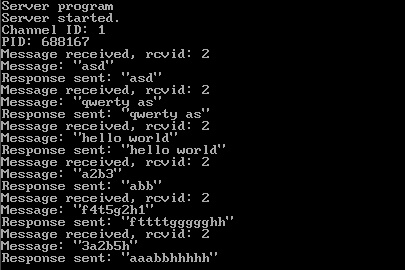 Server program
Server started.
Channel ID: 1
PID: 688167
Message received, rcvid: 2
Message: "asd"
Response sent: "asd"
Message received, rcvid: 2
Message: "qwerty as"
Response sent: "qwerty as"
Message received, rcvid: 2
Message: "hello world"
Response sent: "hello world"
Message received, rcvid: 2
Message: "a2b3"
Response sent: "abb"
Message received, rcvid: 2
Message: "f4t5g2h1"
Response sent: "fttttggggghh"
Message received, rcvid: 2
Message: "3a2b5h"
Response sent: "aaabbhhhhh"